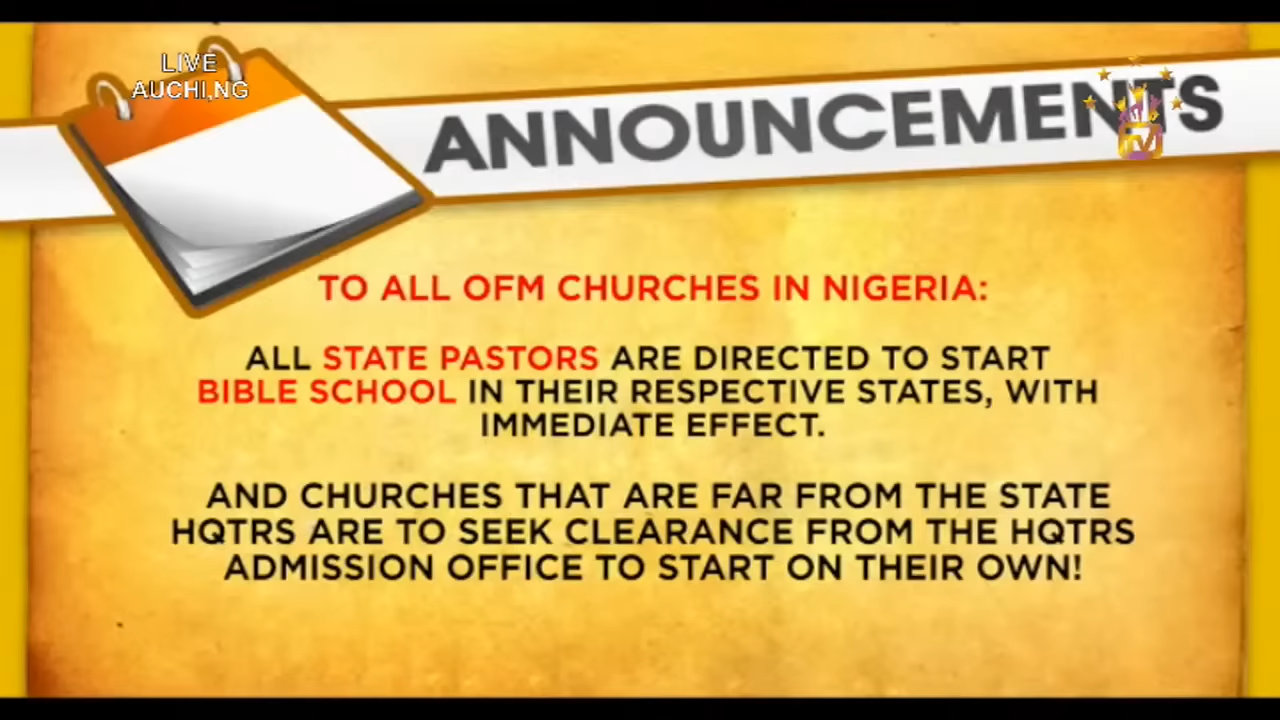 LIVE
AUCHI,NG
ANNOUNCEMENTS
TV
TO ALL OFM CHURCHES IN NIGERIA:
ALL STATE PASTORS ARE DIRECTED TO START
BIBLE SCHOOL IN THEIR RESPECTIVE STATES, WITH
IMMEDIATE EFFECT.
AND CHURCHES THAT ARE FAR FROM THE STATE
HQTRS ARE TO SEEK CLEARANCE FROM THE HQTRS
ADMISSION OFFICE TO START ON THEIR OWN!